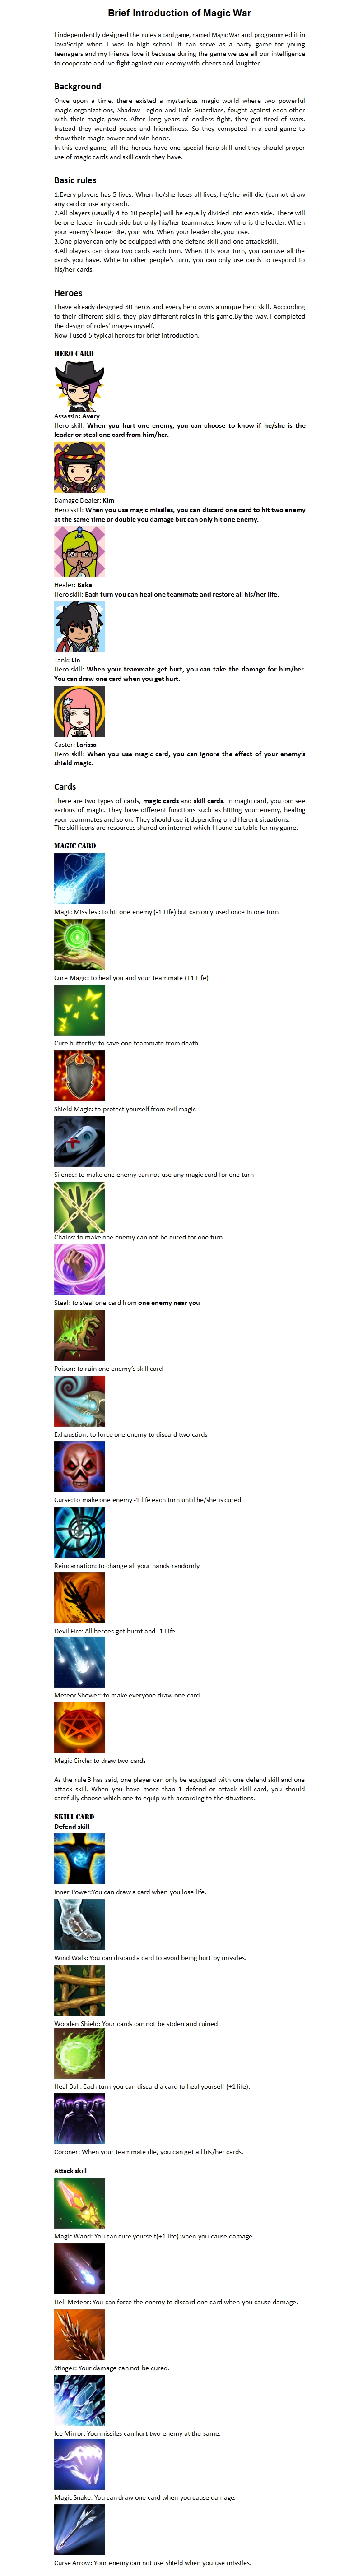 Brief Introduction of Magic War
I independently designed the rules a card game, named Magic War and programmed it in
JavaScript when I was in high school. It can serve as a party game for young
teenagers and my friends love it because during the game we use all our intelligence
to cooperate and we fight against our enemy with cheers and laughter.
Background
Once upon a time, there existed a mysterious magic world where two powerful
magic organizations, Shadow Legion and Halo Guardians, fought against each other
with their magic power. After long years of endless fight, they got tired of wars.
Instead they wanted peace and friendliness. So they competed in a card game to
show their magic power and win honor.
In this card game, all the heroes have one special hero skill and they should proper
use of magic cards and skill cards they have.
Basic rules
1.Every players has 5 lives. When he/she loses all lives, he/she will die (cannot draw
any card or use any card).
2.All players (usually 4 to 10 people) will be equally divided into each side. There will
be one leader in each side but only his/her teammates know who is the leader. When
your enemy's leader die, your win. When your leader die, you lose.
3.One player can only be equipped with one defend skill and one attack skill.
4.All players can draw two cards each turn. When it is your turn, you can use all the
cards you have. While in other people's turn, you can only use cards to respond to
his/her cards.
Heroes
I have already designed 30 heros and every hero owns a unique hero skill. Acccording
to their different skills, they play different roles in this game.By the way, I completed
the design of roles' images myself.
Now I used 5 typical heroes for brief introduction.
HERO CARD
Assassin: Avery
Hero skill: When you hurt one enemy, you can choose to know if he/she is the
leader or steal one card from him/her.
Damage Dealer: Kim
Hero skill: When you use magic missiles, you can discard one card to hit two enemy
at the same time or double you damage but can only hit one enemy.
Healer: Baka
Hero skill: Each turn you can heal one teammate and restore all his/her life.
Tank: Lin
Hero skill: When your teammate get hurt, you can take the damage for him/her.
You can draw one card when you get hurt.
Caster: Larissa
Hero skill: When you use magic card, you can ignore the effect of your enemy's
shield magic.
Cards
There are two types of cards, magic cards and skill cards. In magic card, you can see
various of magic. They have different functions such as hitting your enemy, healing
your teammates and so on. They should use it depending on different situations.
The skill icons are resources shared on internet which I found suitable for my game.
MAGIC CARD
Magic Missiles : to hit one enemy (-1 Life) but can only used once in one turn
Cure Magic: to heal you and your teammate (+1 Life)
Cure butterfly: to save one teammate from death
Shield Magic: to protect yourself from evil magic
Silence: to make one enemy can not use any magic card for one turn
Chains: to make one enemy can not be cured for one turn
Steal: to steal one card from one enemy near you
Poison: to ruin one enemy's skill card
Exhaustion: to force one enemy to discard two cards
Curse: to make one enemy -1 life each turn until he/she is cured
Reincarnation: to change all your hands randomly
Devil Fire: All heroes get burnt and -1 Life.
Meteor Shower: to make everyone draw one card
Magic Circle: to draw two cards
As the rule 3 has said, one player can only be equipped with one defend skill and one
attack skill. When you have more than 1 defend or attack skill card, you should
carefully choose which one to equip with according to the situations.
SKILL CARD
Defend skill
Inner Power:You can draw a card when you lose life.
Wind Walk: You can discard a card to avoid being hurt by missiles.
Wooden Shield: Your cards can not be stolen and ruined.
Heal Ball: Each turn you can discard a card to heal yourself (+1 life).
Coroner: When your teammate die, you can get all his/her cards.
Attack skill
Magic Wand: You can cure yourself(+1 life) when you cause damage.
Hell Meteor: You can force the enemy to discard one card when you cause damage.
Stinger: Your damage can not be cured.
Ice Mirror: You missiles can hurt two enemy at the same.
Magic Snake: You can draw one card when you cause damage.
Curse Arrow: Your enemy can not use shield when you use missiles.